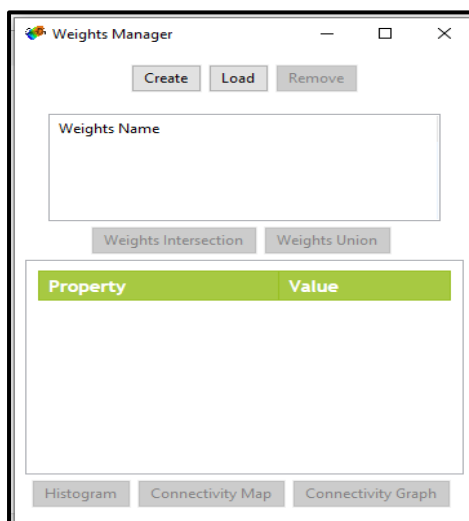 Weights Manager
Create Load Remove
Weights Name
Weights Intersection Weights Union
Property Value
Histogram Connectivity Map Connectivity Graph